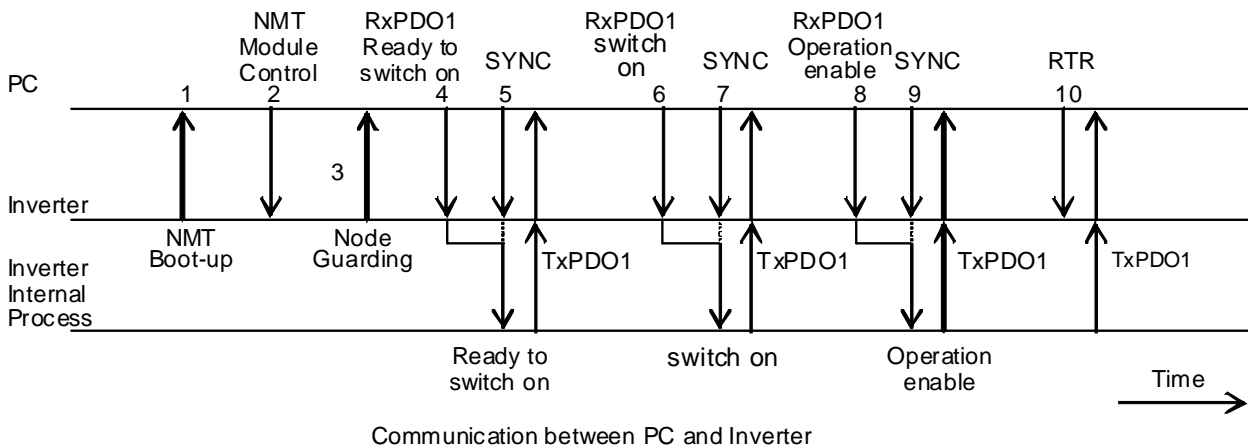 NMT
Module
Control
RxPDO1
Ready to
switch on
SYNC
RxPDO1
switch
on
SYNC
RxPDO1
Operation
enable
SYNC
RTR
PC
1
2
4
5
6
7
8
9
10
3
Inverter
NMT
Boot-up
Node
Guarding
TxPDO1
TxPDO1
TxPDO1
TxPDO1
Inverter
Internal
Process
Ready to
switch on
switch on
Operation
enable
Time
Communication between PC and Inverter